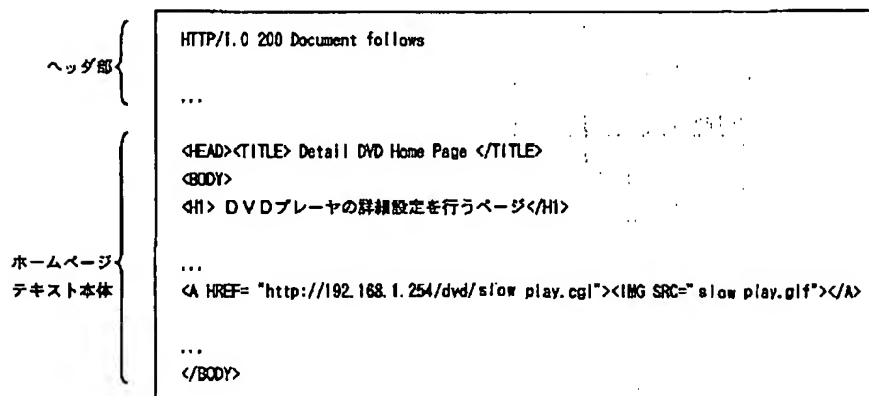 ヘッダ部
HTTP/1.0 200 Document follows
...
<HEAD><TITLE> Detail DVD Home Page </TITLE>
<BODY>
<H1> DVDプレーヤの詳細設定を行うページ</H1>
ホームページ
テキスト本体
...
<A HREF= "http://192.168.1.254/dvd/slow play.cgi"><IMG SRC="slow play.gif"></A>
...
</BODY>